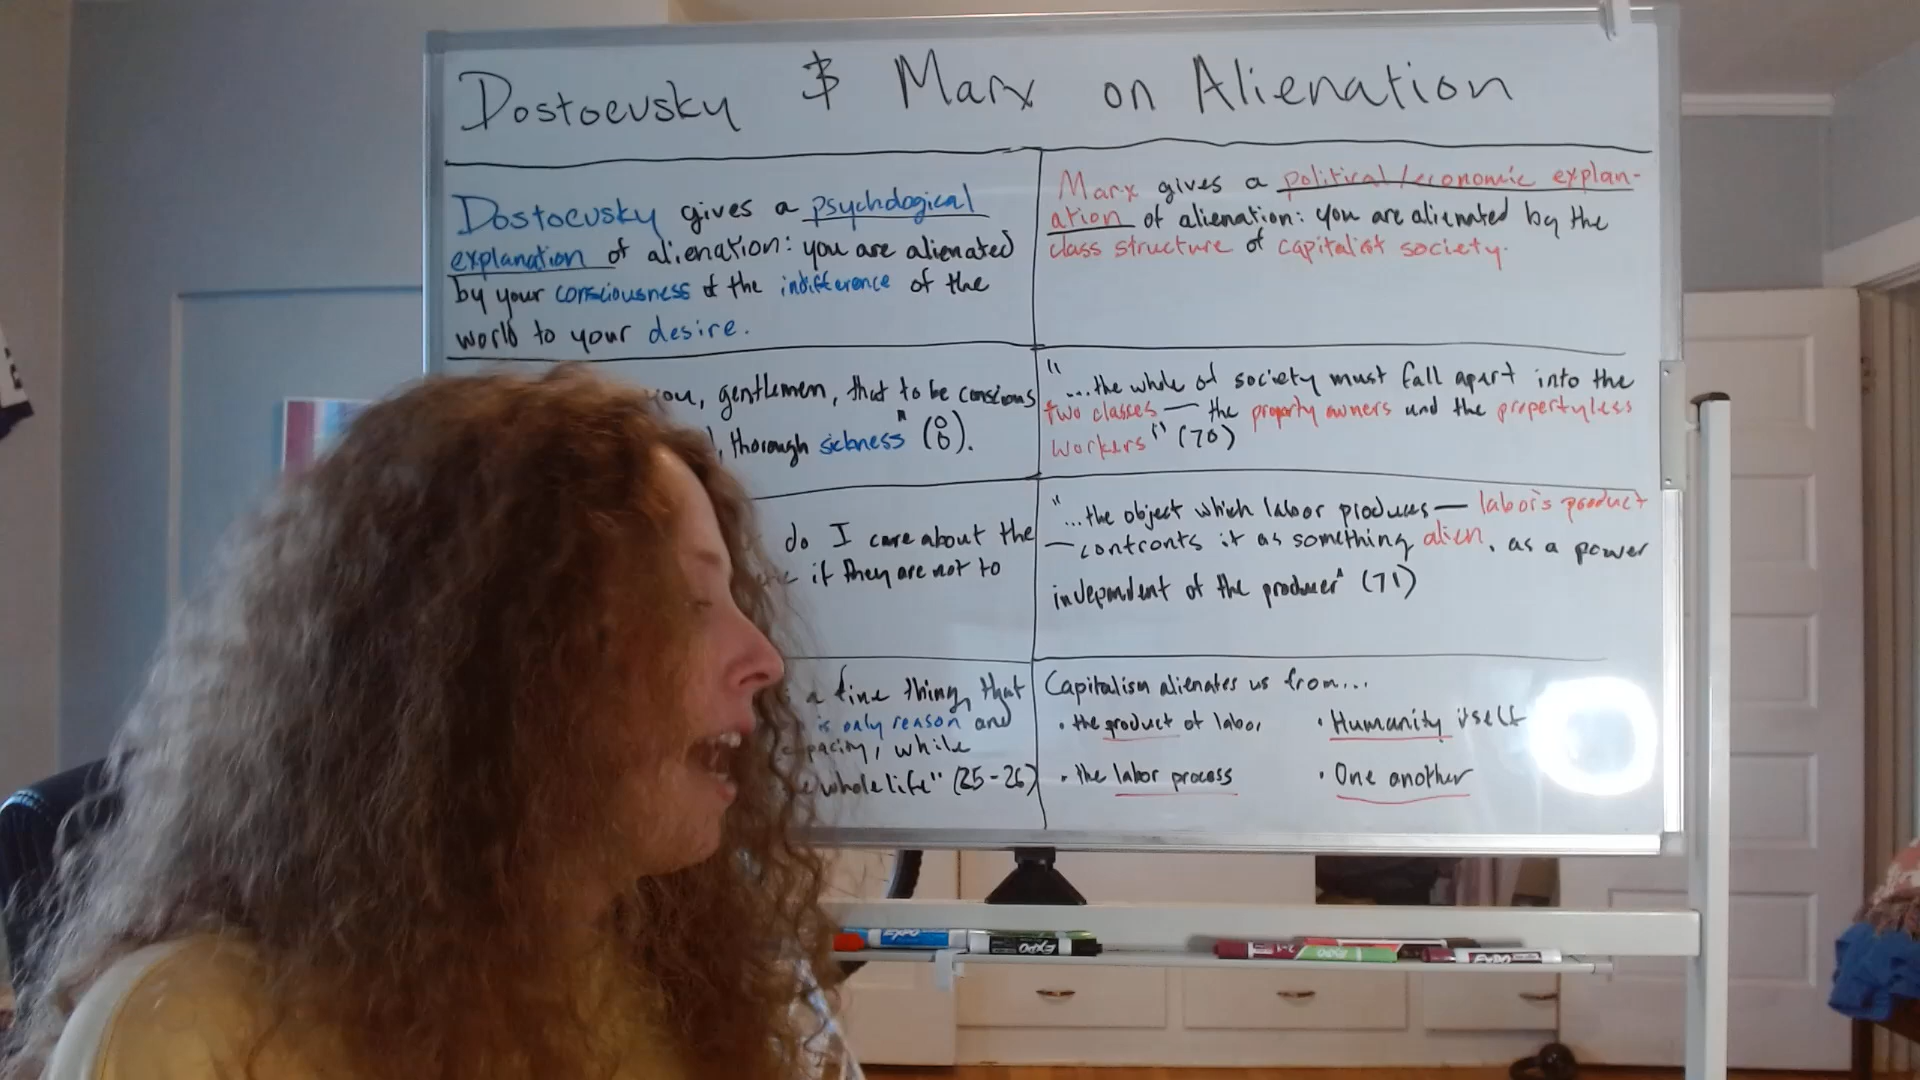 Dostoevsky & Marx on Alienation
Dostoevsky gives a psychological
explanation of alienation: you are alienated
by your consciousness of the indifference of the
world to your desire.
Marx gives a political/economic explan-
ation of alienation: you are alienated by the
class structure of capitalist society.
you, gentlemen, that to be conscious
thorough sickness"
"...the whole of society must fall apart into the
two classes — the property owners and the propertyless
workers" (70)
do I care about the
if they are not to
"...the object which labor produces — labor's product
— confronts it as something alien, as a power
independent of the producer" (71)
a fine thing, that
is only reason and
, while
whole life" (25-26)
Capitalism alienates us from...
• the product of labor
• the labor process
• Humanity itself
• One another
EXPO
EXPO
EXPO